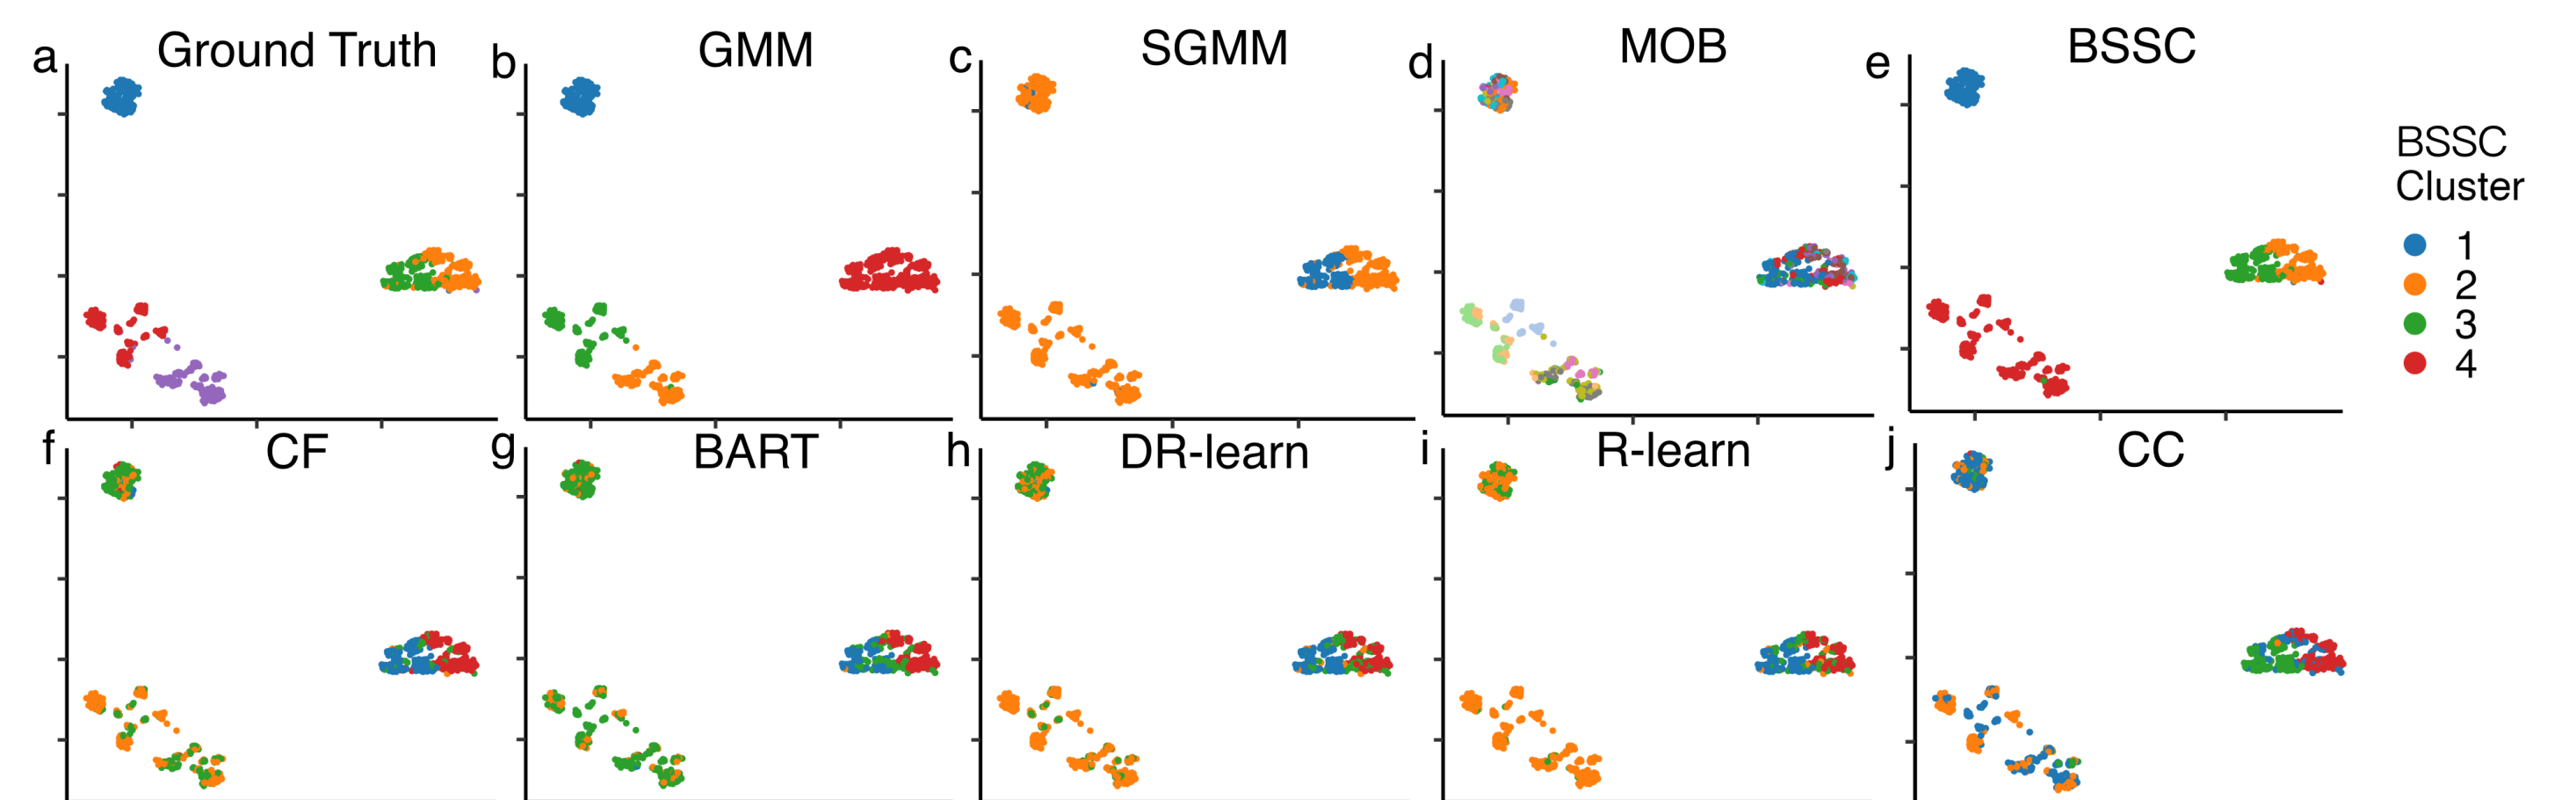 a Ground Truth
b GMM
c SGMM
d MOB
e BSSC
BSSC
Cluster
1
2
3
4
f CF
g BART
h DR-learn
i R-learn
j CC